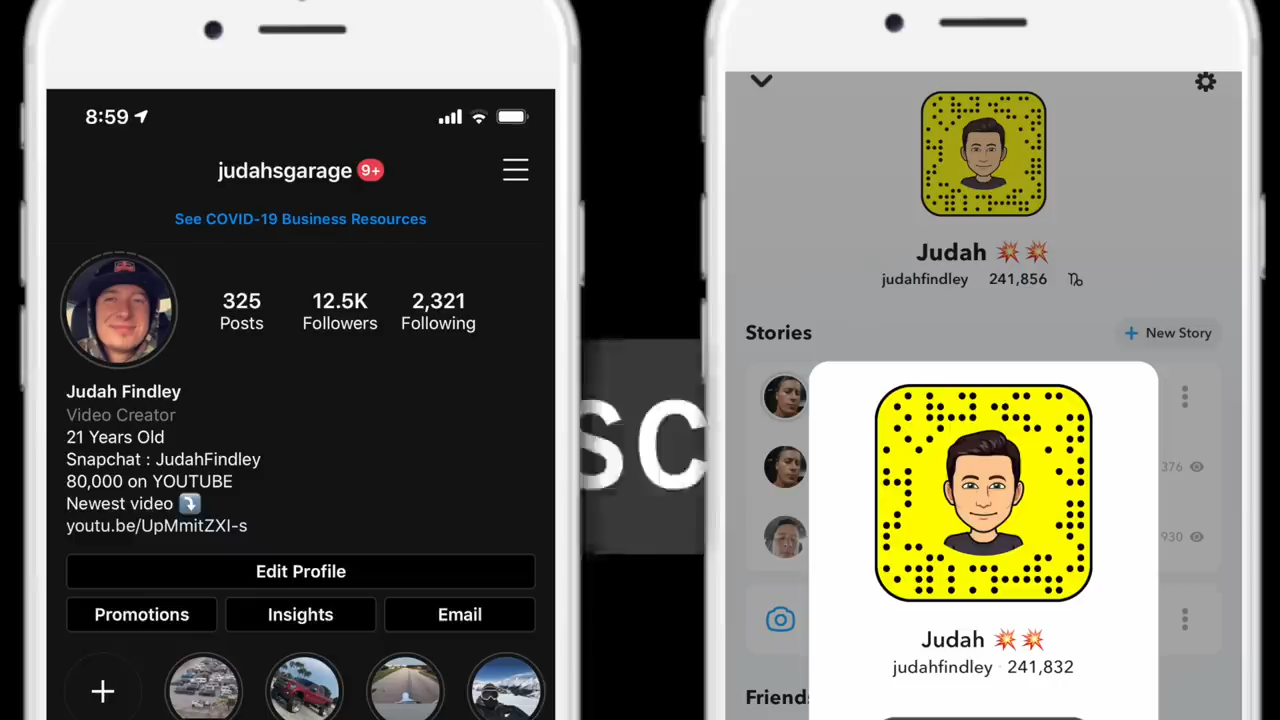 8:59
judahsgarage 9+
See COVID-19 Business Resources
325 12.5K 2,321
Posts Followers Following
Judah Findley
Video Creator
21 Years Old
Snapchat : JudahFindley
80,000 on YOUTUBE
Newest video ⤵️
youtu.be/UpMmitZXI-s
Edit Profile
Promotions Insights Email
SC
Judah 💥💥
judahfindley 241,856 ♑
Stories + New Story
376
930
Judah 💥💥
judahfindley · 241,832
Friends